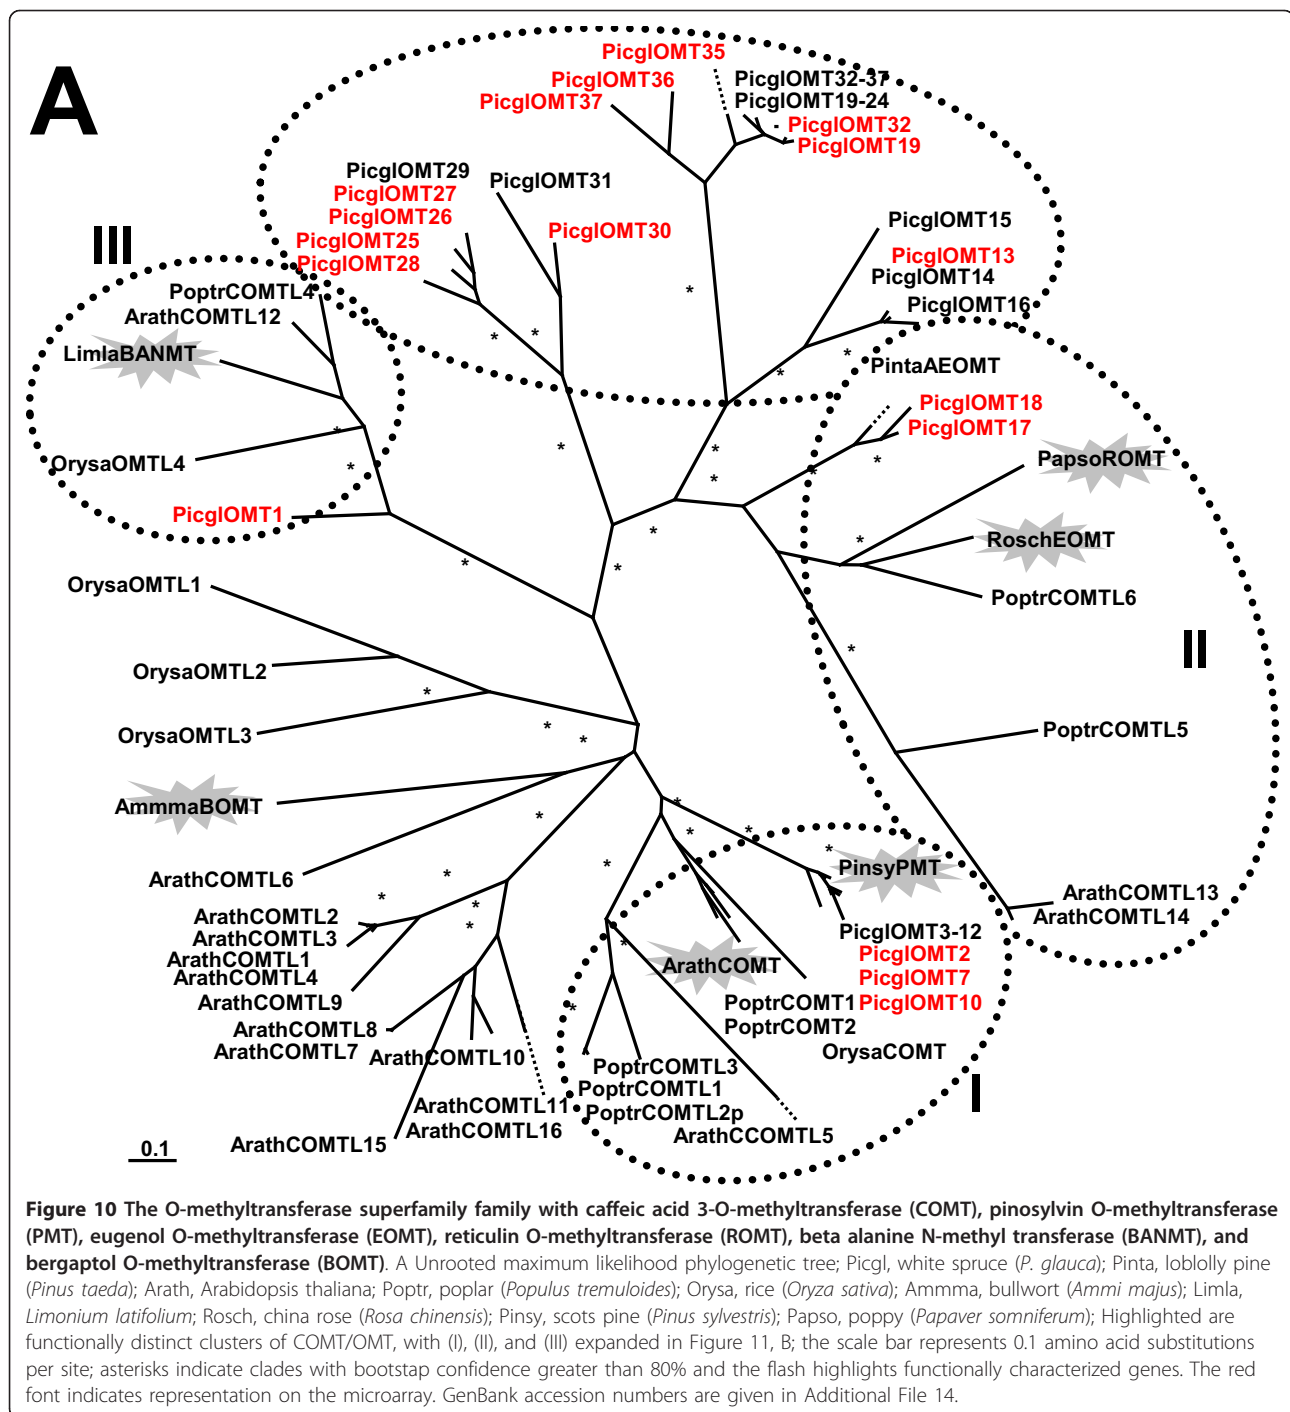 A
PicglOMT35
PicglOMT36
PicglOMT37
PicglOMT32-37
PicglOMT19-24
PicglOMT32
PicglOMT19
PicglOMT29
PicglOMT27
PicglOMT26
PicglOMT25
PicglOMT28
PicglOMT31
PicglOMT30
PicglOMT15
PicglOMT13
PicglOMT14
PicglOMT16
III
PoptrCOMTL4
ArathCOMTL12
LimlaBANMT
OrysaOMTL4
PicglOMT1
PintaAEOMT
PicglOMT18
PicglOMT17
PapsoROMT
RoschEOMT
PoptrCOMTL6
II
PoptrCOMTL5
ArathCOMTL13
ArathCOMTL14
OrysaOMTL1
OrysaOMTL2
OrysaOMTL3
AmmmaBOMT
ArathCOMTL6
ArathCOMTL2
ArathCOMTL3
ArathCOMTL1
ArathCOMTL4
ArathCOMTL9
ArathCOMTL8
ArathCOMTL7
ArathCOMTL10
ArathCOMTL11
ArathCOMTL16
ArathCOMTL15
PinsyPMT
PicglOMT3-12
PicglOMT2
PicglOMT7
PicglOMT10
ArathCOMT
PoptrCOMT1
PoptrCOMT2
OrysaCOMT
I
PoptrCOMTL3
PoptrCOMTL1
PoptrCOMTL2p
ArathCCOMTL5
0.1
Figure 10 The O-methyltransferase superfamily family with caffeic acid 3-O-methyltransferase (COMT), pinosylvin O-methyltransferase
(PMT), eugenol O-methyltransferase (EOMT), reticulin O-methyltransferase (ROMT), beta alanine N-methyl transferase (BANMT), and
bergaptol O-methyltransferase (BOMT). A Unrooted maximum likelihood phylogenetic tree; Picgl, white spruce (P. glauca); Pinta, loblolly pine
(Pinus taeda); Arath, Arabidopsis thaliana; Poptr, poplar (Populus tremuloides); Orysa, rice (Oryza sativa); Ammma, bullwort (Ammi majus); Limla,
Limonium latifolium; Rosch, china rose (Rosa chinensis); Pinsy, scots pine (Pinus sylvestris); Papso, poppy (Papaver somniferum); Highlighted are
functionally distinct clusters of COMT/OMT, with (I), (II), and (III) expanded in Figure 11, B; the scale bar represents 0.1 amino acid substitutions
per site; asterisks indicate clades with bootstap confidence greater than 80% and the flash highlights functionally characterized genes. The red
font indicates representation on the microarray. GenBank accession numbers are given in Additional File 14.